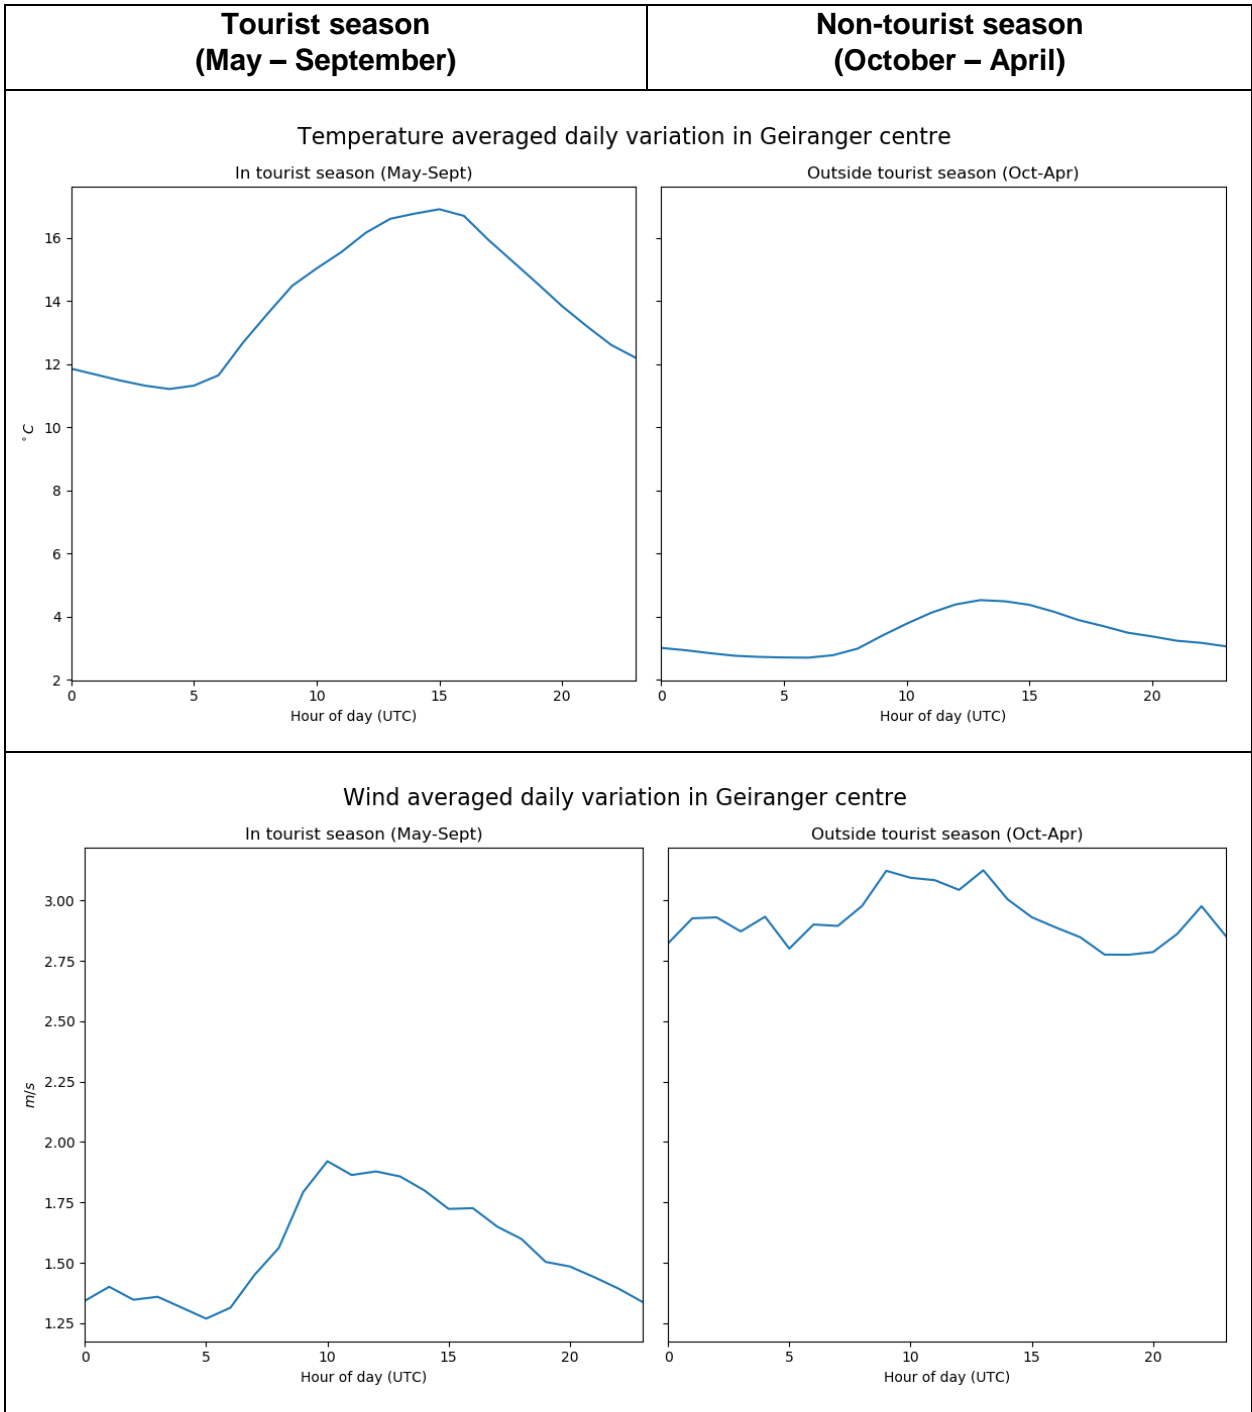 Tourist season
(May – September)
Non-tourist season
(October – April)
Temperature averaged daily variation in Geiranger centre
In tourist season (May-Sept)
Outside tourist season (Oct-Apr)
16
14
12
10
8
6
4
2
°C
0 5 10 15 20
Hour of day (UTC)
0 5 10 15 20
Hour of day (UTC)
Wind averaged daily variation in Geiranger centre
In tourist season (May-Sept)
Outside tourist season (Oct-Apr)
3.00
2.75
2.50
2.25
2.00
1.75
1.50
1.25
m/s
0 5 10 15 20
Hour of day (UTC)
0 5 10 15 20
Hour of day (UTC)